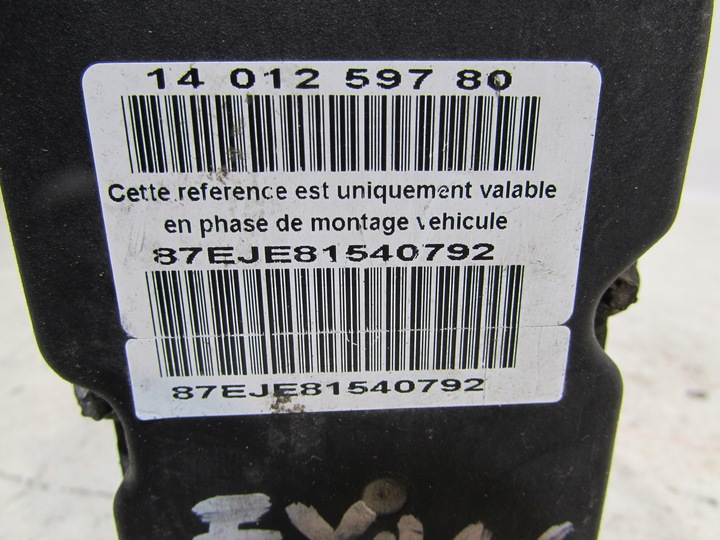 14 012 597 80
Cette reference est uniquement valable
en phase de montage vehicule
87EJE81540792
87EJE81540792